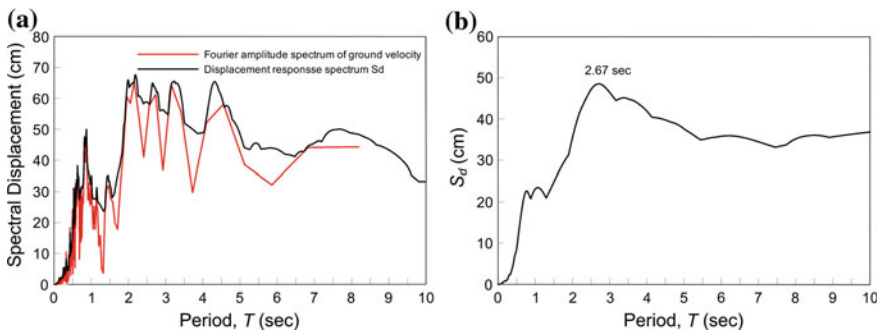 (a)
Fourier amplitude spectrum of ground velocity
Displacement responsse spectrum Sd
Spectral Displacement (cm)
80
70
60
50
40
30
20
10
0
0 1 2 3 4 5 6 7 8 9 10
Period, T (sec)
(b)
2.67 sec
S_d (cm)
60
50
40
30
20
10
0
0 1 2 3 4 5 6 7 8 9 10
Period, T (sec)